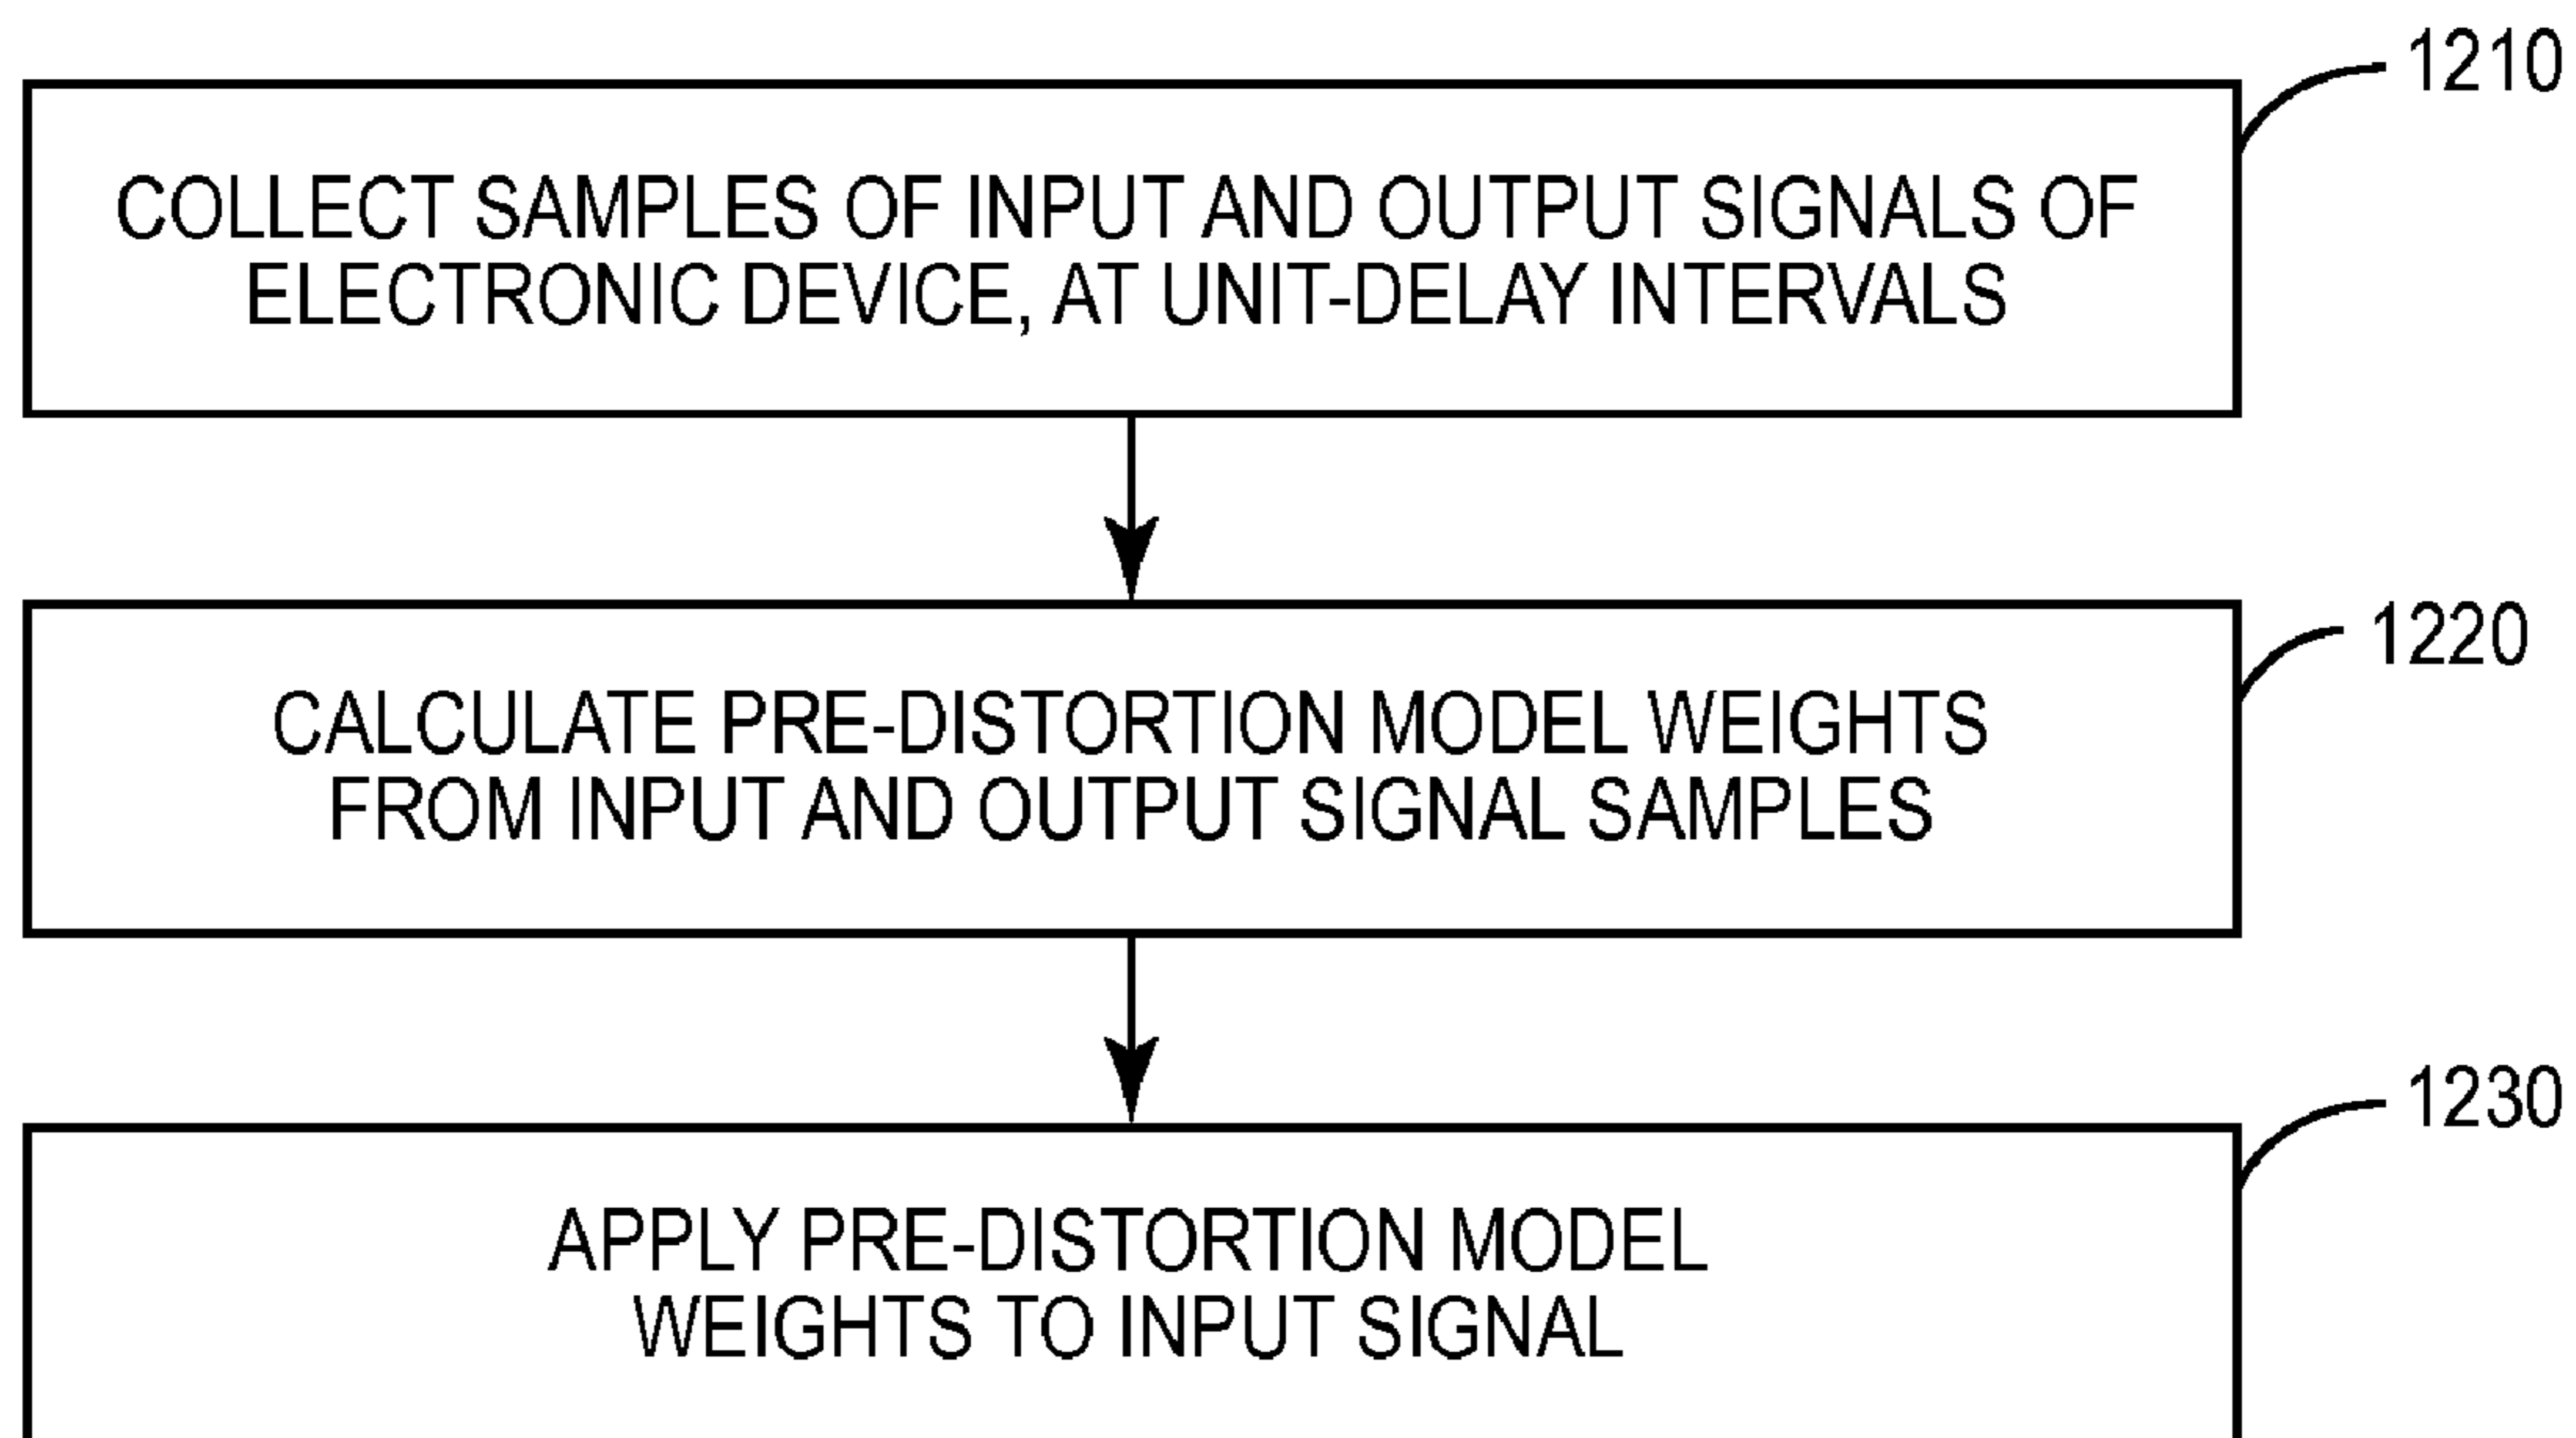 1210
COLLECT SAMPLES OF INPUT AND OUTPUT SIGNALS OF
ELECTRONIC DEVICE, AT UNIT-DELAY INTERVALS
1220
CALCULATE PRE-DISTORTION MODEL WEIGHTS
FROM INPUT AND OUTPUT SIGNAL SAMPLES
1230
APPLY PRE-DISTORTION MODEL
WEIGHTS TO INPUT SIGNAL